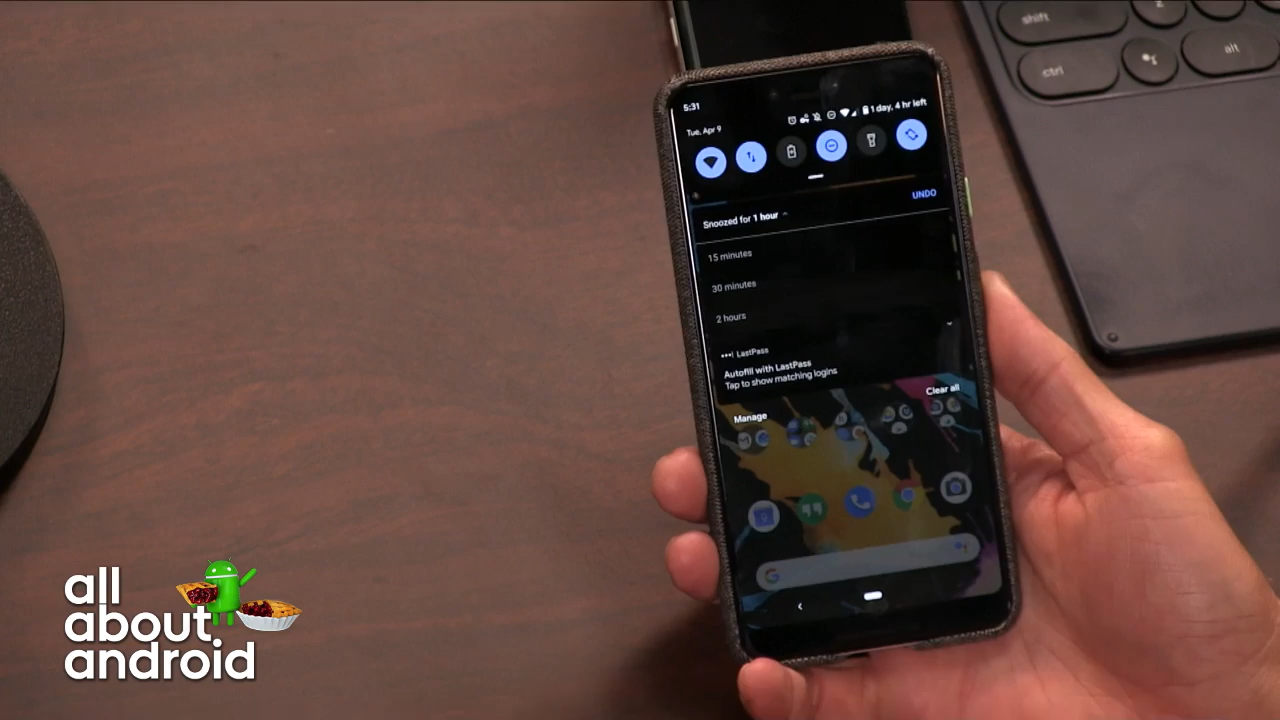 shift
z
ctrl
alt
5:31
1 day, 4 hr left
Tue, Apr 9
UNDO
Snoozed for 1 hour
15 minutes
30 minutes
2 hours
LastPass
Autofill with LastPass
Tap to show matching logins
Clear all
Manage
G
all
about
android